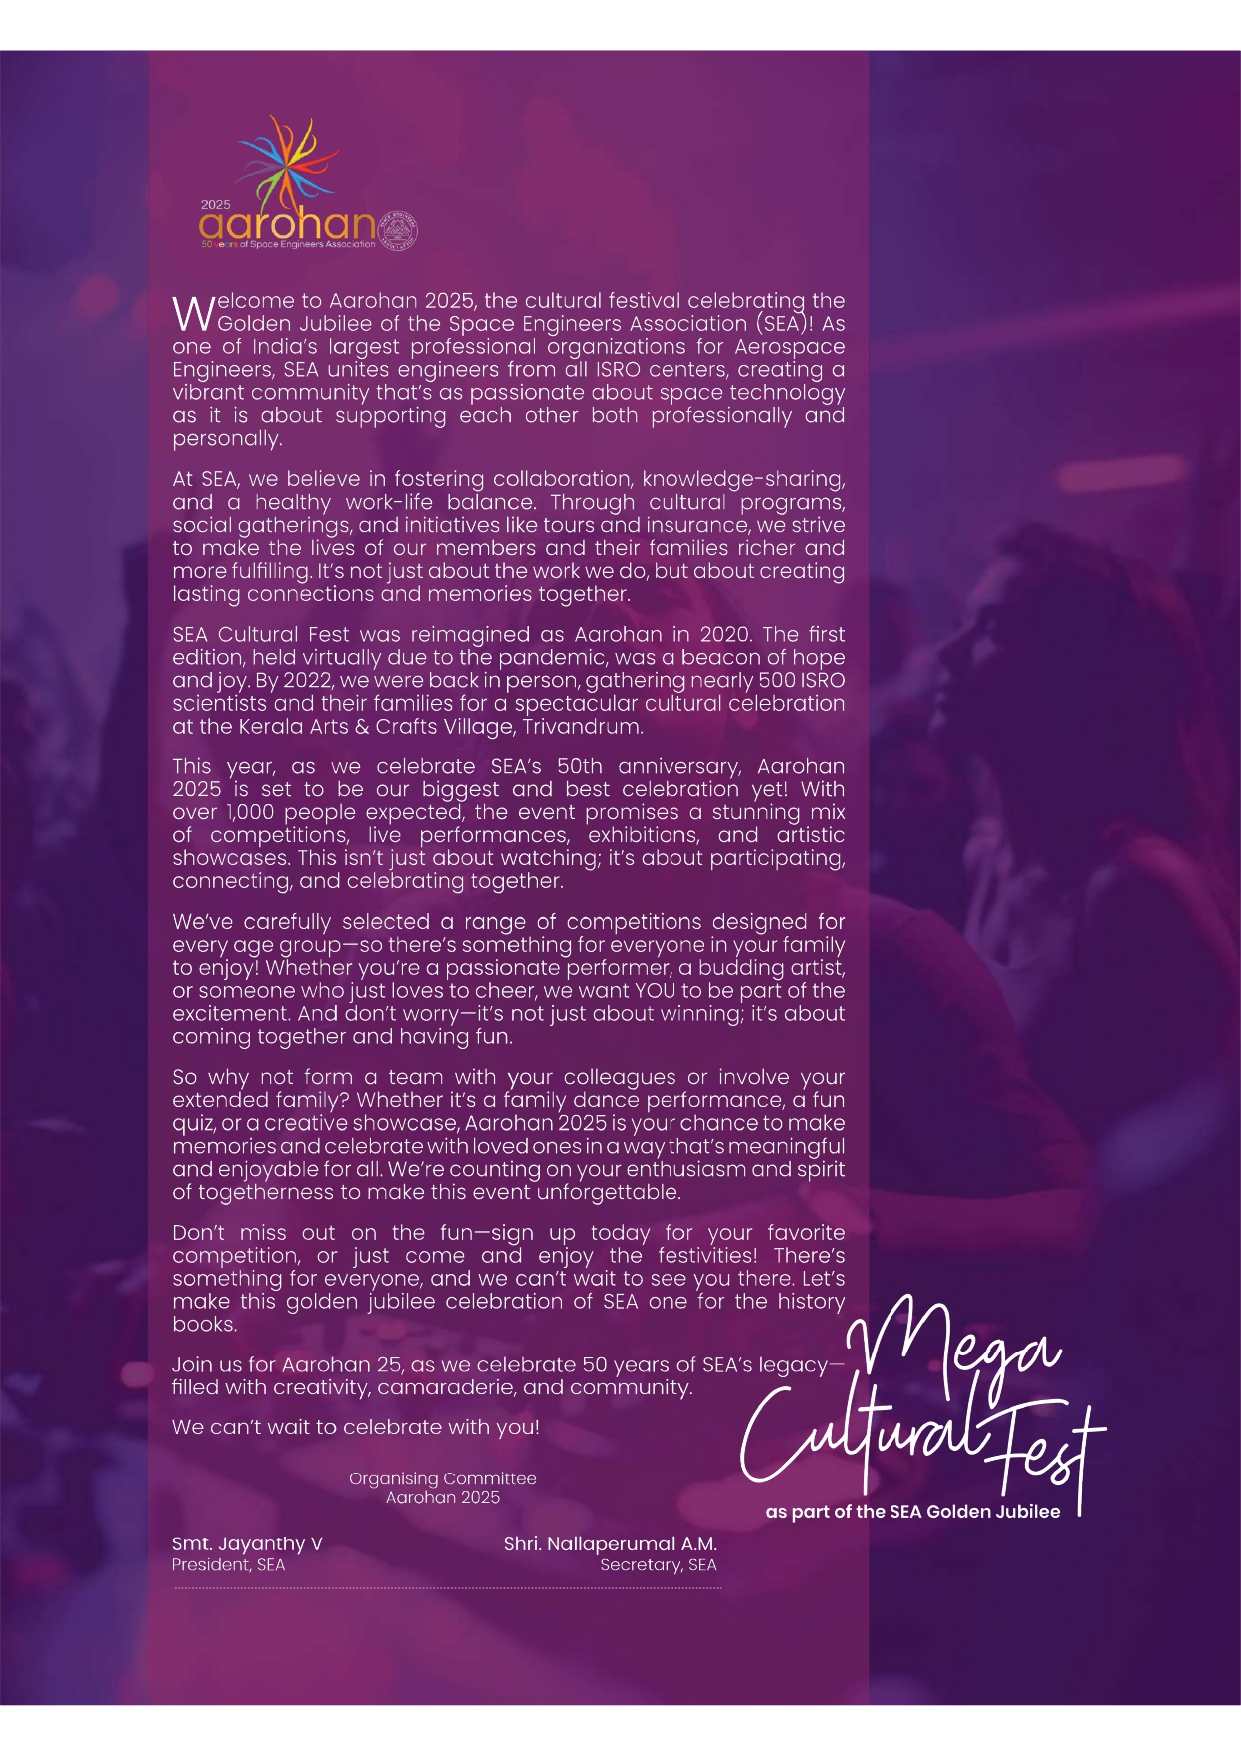 2025
aarohan
50 years of Space Engineers Association
Welcome to Aarohan 2025, the cultural festival celebrating the
Golden Jubilee of the Space Engineers Association (SEA)! As
one of India's largest professional organizations for Aerospace
Engineers, SEA unites engineers from all ISRO centers, creating a
vibrant community that's as passionate about space technology
as it is about supporting each other both professionally and
personally.
At SEA, we believe in fostering collaboration, knowledge-sharing,
and a healthy work-life balance. Through cultural programs,
social gatherings, and initiatives like tours and insurance, we strive
to make the lives of our members and their families richer and
more fulfilling. It's not just about the work we do, but about creating
lasting connections and memories together.
SEA Cultural Fest was reimagined as Aarohan in 2020. The first
edition, held virtually due to the pandemic, was a beacon of hope
and joy. By 2022, we were back in person, gathering nearly 500 ISRO
scientists and their families for a spectacular cultural celebration
at the Kerala Arts & Crafts Village, Trivandrum.
This year, as we celebrate SEA's 50th anniversary, Aarohan
2025 is set to be our biggest and best celebration yet! With
over 1,000 people expected, the event promises a stunning mix
of competitions, live performances, exhibitions, and artistic
showcases. This isn't just about watching; it's about participating,
connecting, and celebrating together.
We've carefully selected a range of competitions designed for
every age group—so there's something for everyone in your family
to enjoy! Whether you're a passionate performer, a budding artist,
or someone who just loves to cheer, we want YOU to be part of the
excitement. And don't worry—it's not just about winning; it's about
coming together and having fun.
So why not form a team with your colleagues or involve your
extended family? Whether it's a family dance performance, a fun
quiz, or a creative showcase, Aarohan 2025 is your chance to make
memories and celebrate with loved ones in a way that's meaningful
and enjoyable for all. We're counting on your enthusiasm and spirit
of togetherness to make this event unforgettable.
Don't miss out on the fun—sign up today for your favorite
competition, or just come and enjoy the festivities! There's
something for everyone, and we can't wait to see you there. Let's
make this golden jubilee celebration of SEA one for the history
books.
Join us for Aarohan 25, as we celebrate 50 years of SEA's legacy—
filled with creativity, camaraderie, and community.
We can't wait to celebrate with you!
Organising Committee
Aarohan 2025
Smt. Jayanthy V
President, SEA
Shri. Nallaperumal A.M.
Secretary, SEA
Mega
Cultural Fest
as part of the SEA Golden Jubilee